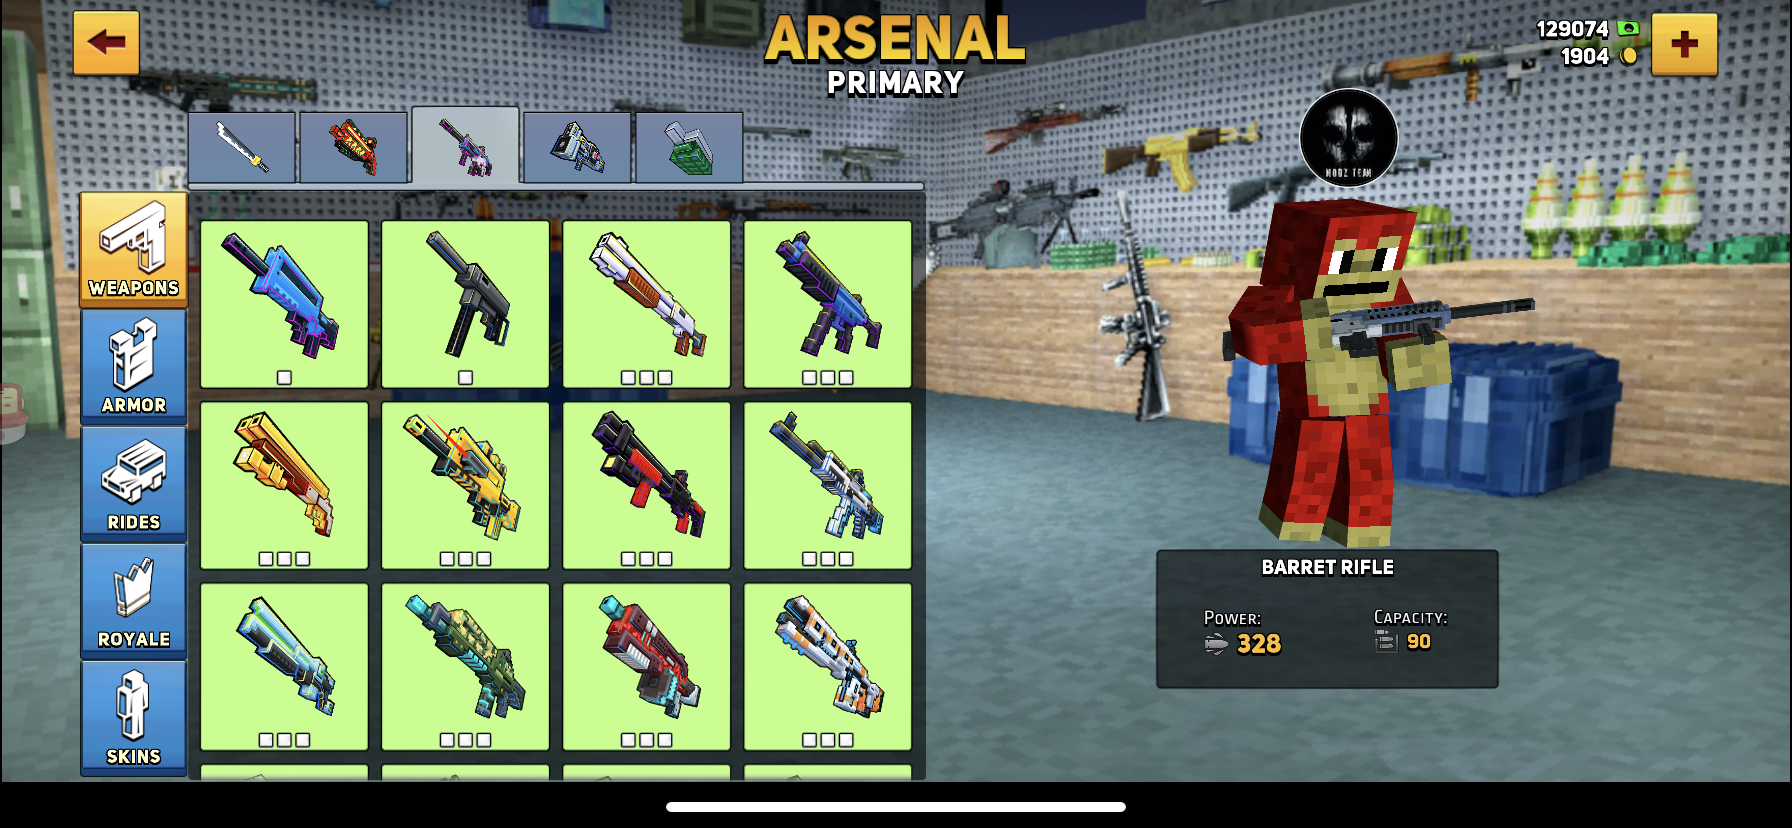 ARSENAL
PRIMARY
129074
1904
MODZ TEAM
WEAPONS
ARMOR
RIDES
ROYALE
SKINS
BARRET RIFLE
POWER:
328
CAPACITY:
90